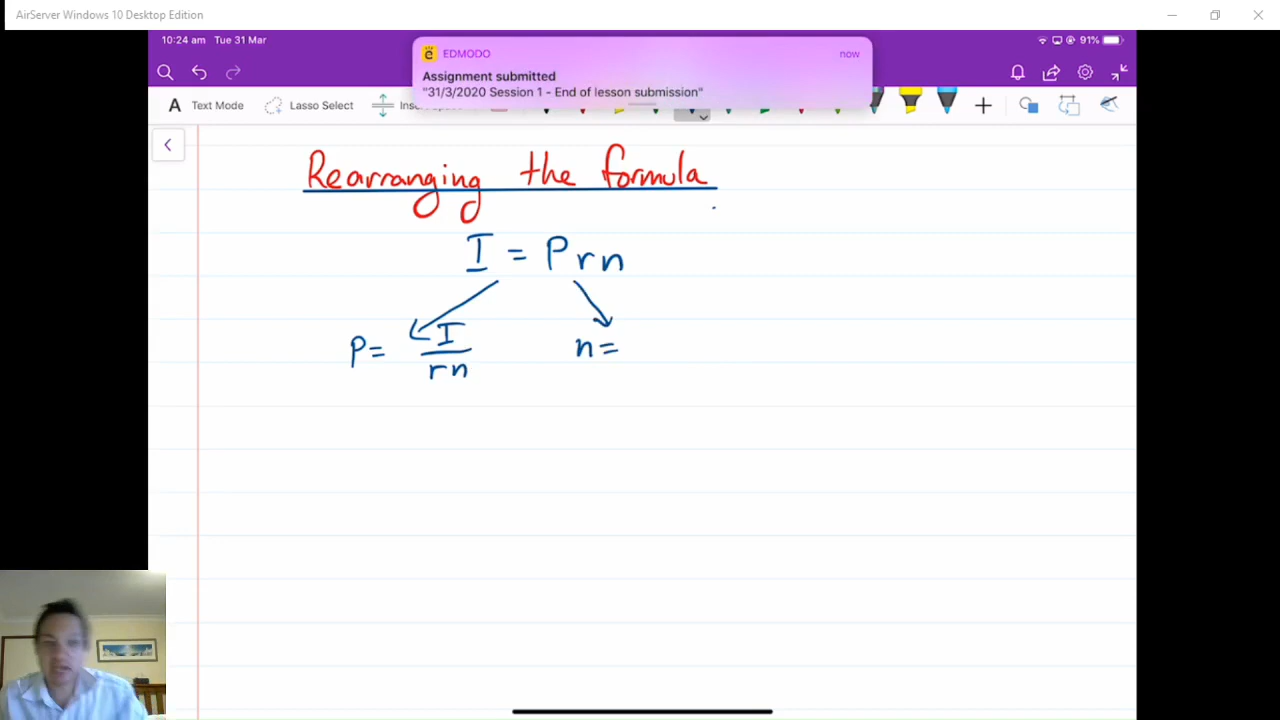 AirServer Windows 10 Desktop Edition
10:24 am Tue 31 Mar
91%
EDMODO now
Assignment submitted
"31/3/2020 Session 1 - End of lesson submission"
A Text Mode Lasso Select
Rearranging the formula
I = Prn
P= I
rn
n=